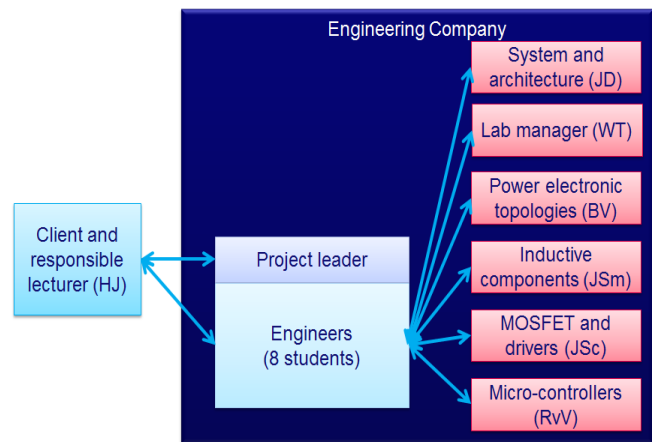 Engineering Company
System and
architecture (JD)
Lab manager (WT)
Power electronic
topologies (BV)
Client and
responsible
lecturer (HJ)
Project leader
Engineers
(8 students)
Inductive
components (JSm)
MOSFET and
drivers (JSc)
Micro-controllers
(RvV)